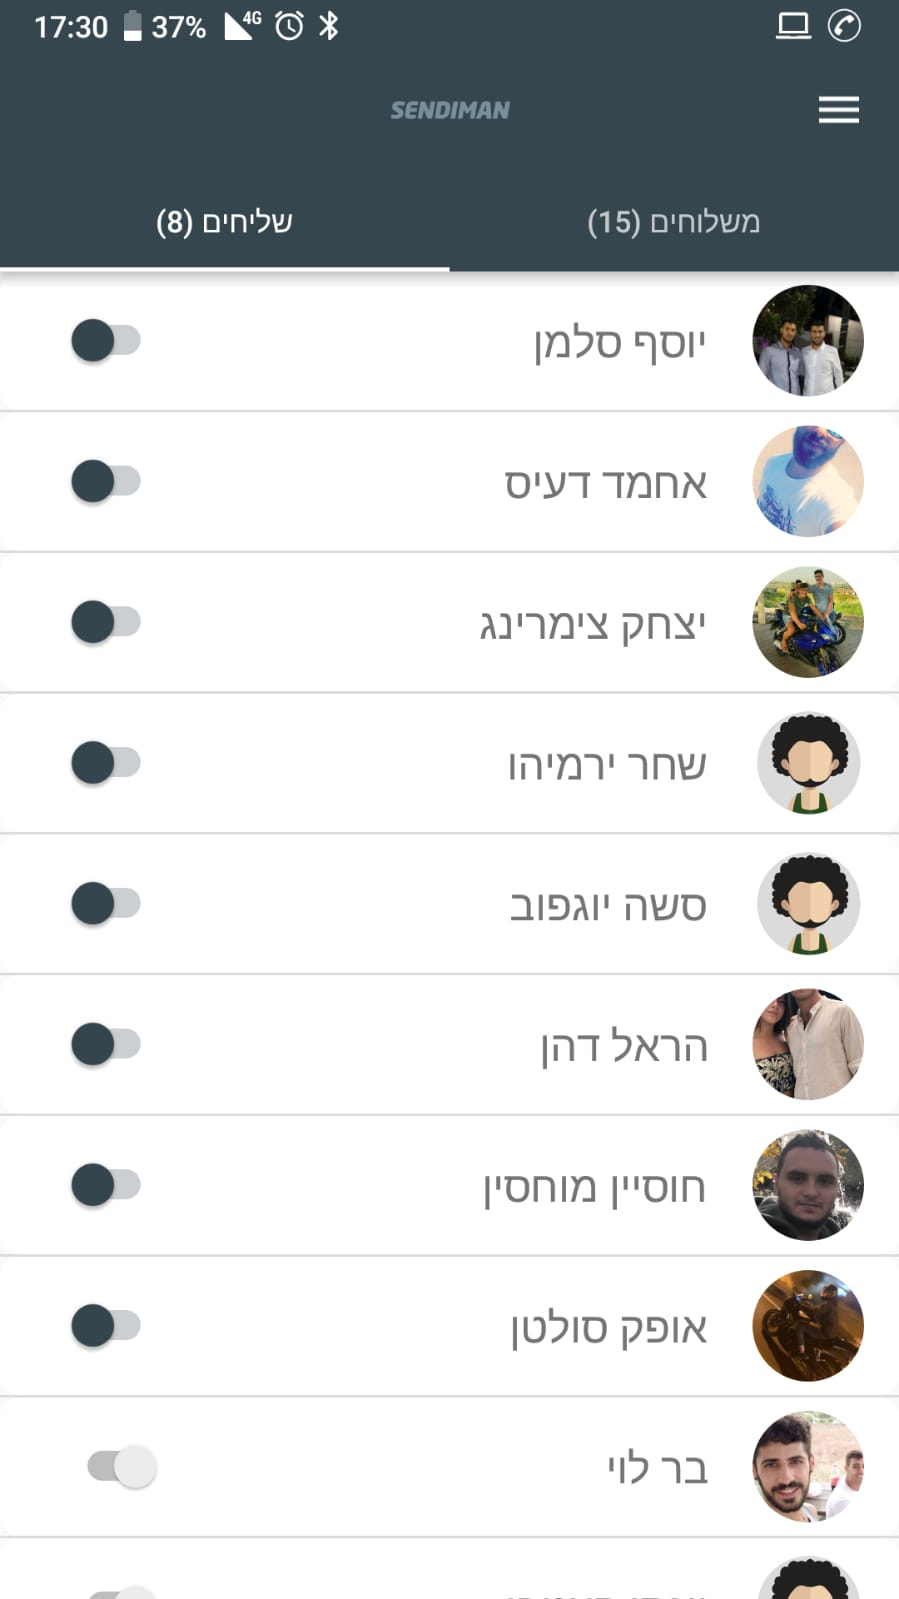 17:30 37% 4G
SENDIMAN
משלוחים (15)
שליחים (8)
יוסף סלמן
אחמד דעיס
יצחק צימרינג
שחר ירמיהו
סשה יוגפוב
הראל דהן
חוסיין מוחסין
אופק סולטן
בר לוי